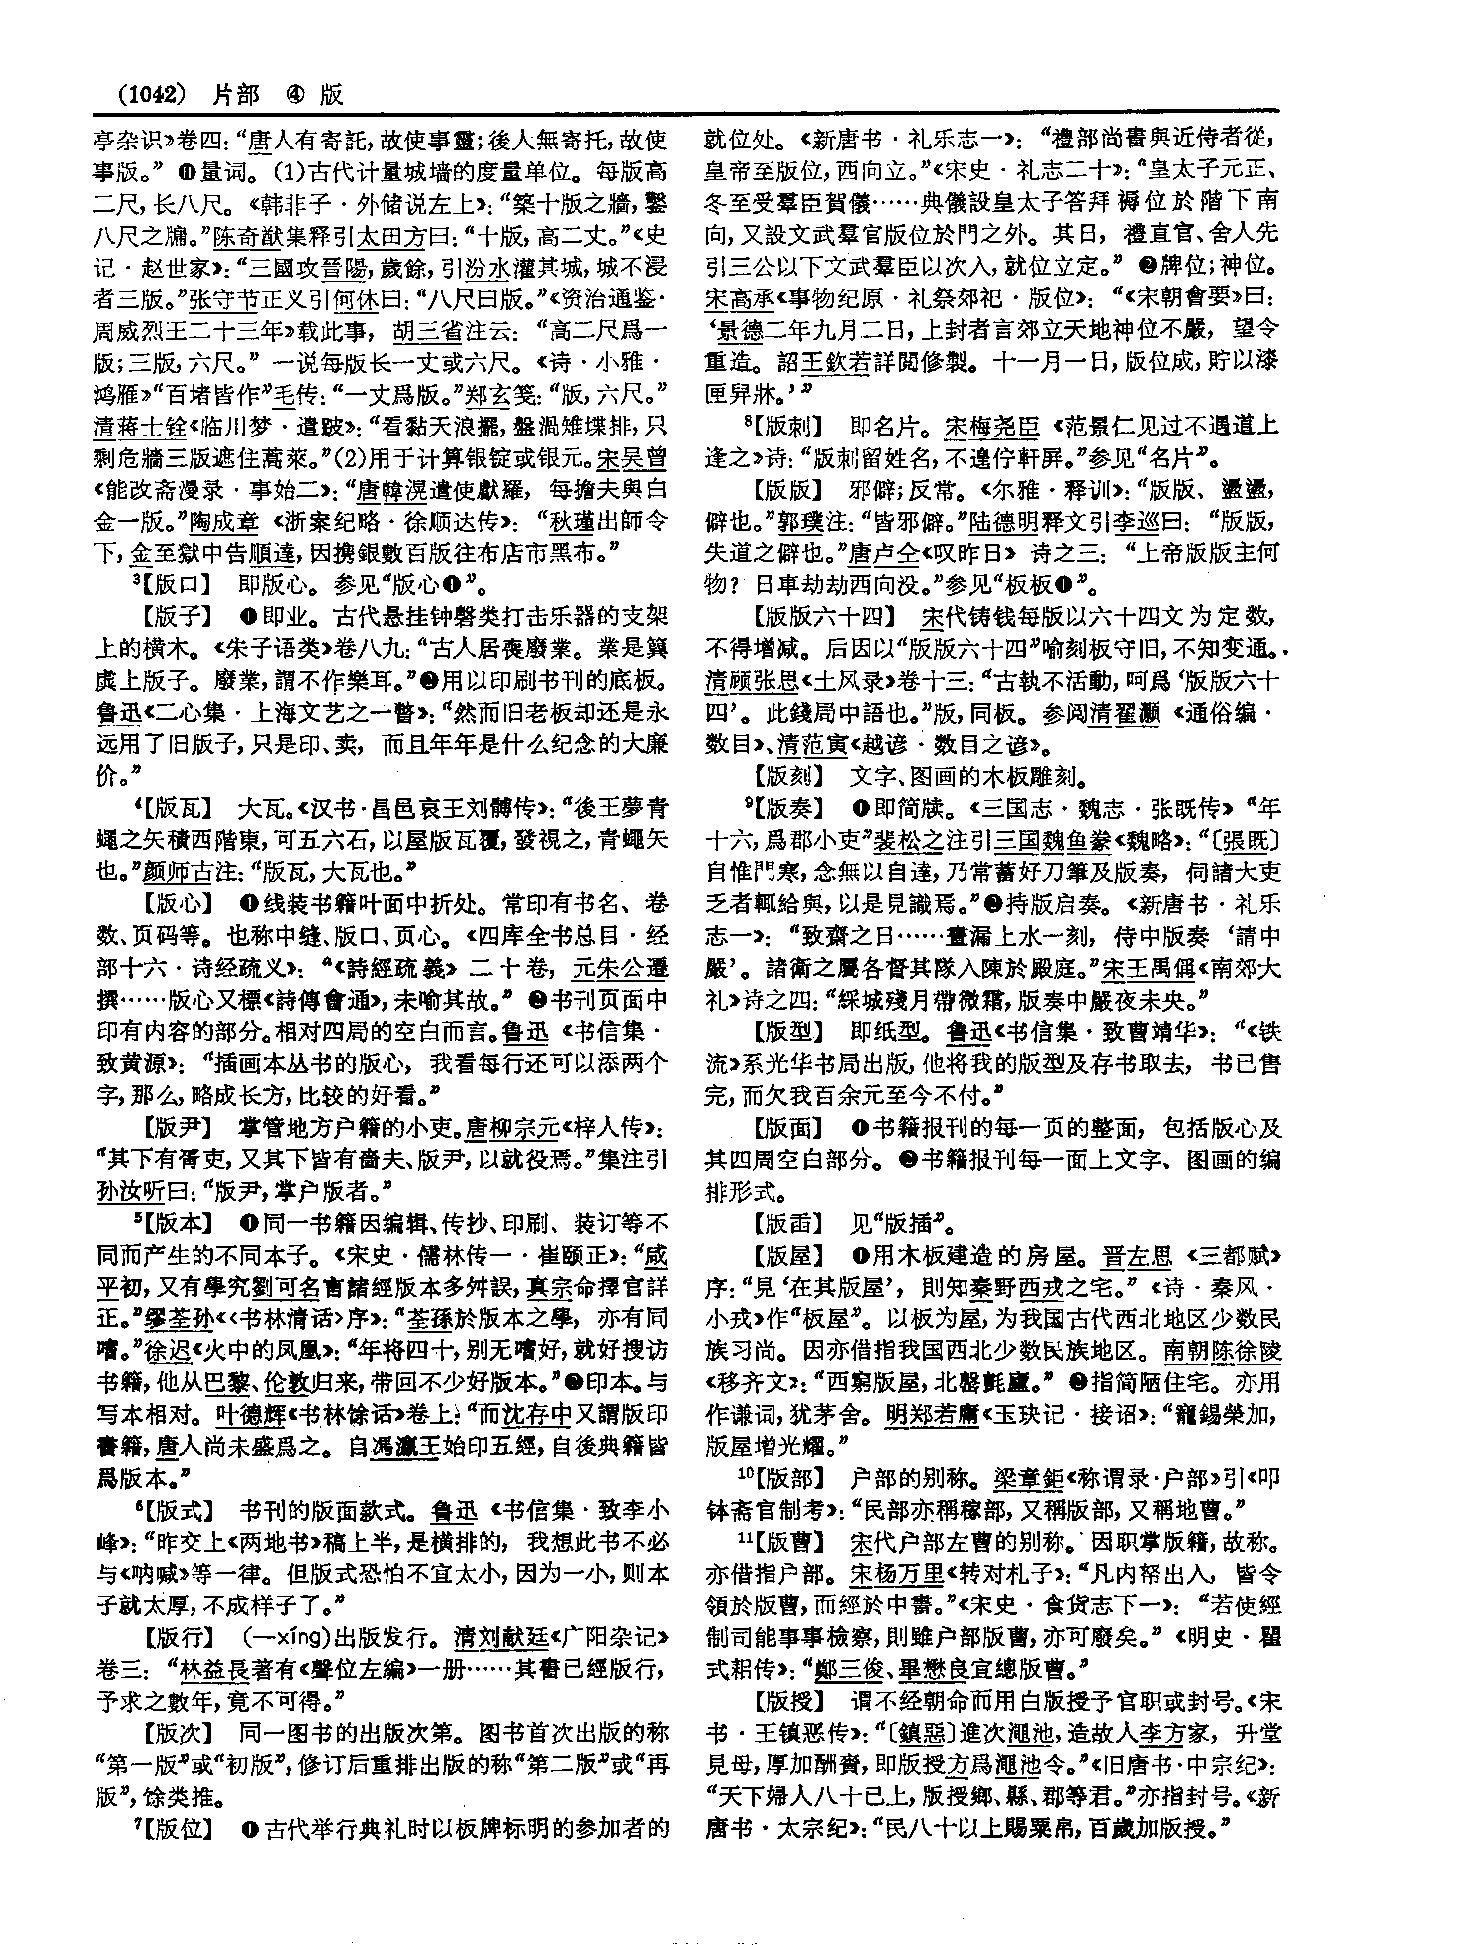 (1042) 片部 ④ 版
亭杂识》卷四：“唐人有寄託，故使事靈；後人無寄托，故使
事版。” ⓫量词。(1)古代计量城墙的度量单位。每版高
二尺，长八尺。《韩非子·外储说左上》：“築十版之牆，鑿
八尺之牖。”陈奇猷集释引太田方曰：“十版，高二丈。”《史
记·赵世家》：“三國攻晉陽，歲餘，引汾水灌其城，城不浸
者三版。”张守节正义引何休曰：“八尺曰版。”《资治通鉴·
周威烈王二十三年》载此事，胡三省注云：“高二尺爲一
版；三版，六尺。” 一说每版长一丈或六尺。《诗·小雅·
鸿雁》“百堵皆作”毛传：“一丈爲版。”郑玄笺：“版，六尺。”
清蒋士铨《临川梦·遣跛》：“看黏天浪擺，盤渦雉堞排，只
剩危牆三版遮住蒿萊。”(2)用于计算银锭或银元。宋吴曾
《能改斋漫录·事始二》：“唐韓滉遣使獻羅，每擔夫與白
金一版。”陶成章《浙案纪略·徐顺达传》：“秋瑾出師令
下，金至獄中告順達，因携銀數百版往布店市黑布。”
³【版口】 即版心。参见“版心❶”。
【版子】 ❶即业。古代悬挂钟磬类打击乐器的支架
上的横木。《朱子语类》卷八九：“古人居喪廢業。業是簨
虡上版子。廢業，謂不作樂耳。”❷用以印刷书刊的底板。
鲁迅《二心集·上海文艺之一瞥》：“然而旧老板却还是永
远用了旧版子，只是印、卖，而且年年是什么纪念的大廉
价。”
⁴【版瓦】 大瓦。《汉书·昌邑哀王刘髆传》：“後王夢青
蠅之矢積西階東，可五六石，以屋版瓦覆，發視之，青蠅矢
也。”颜师古注：“版瓦，大瓦也。”
【版心】 ❶线装书籍叶面中折处。常印有书名、卷
数、页码等。也称中缝、版口、页心。《四库全书总目·经
部十六·诗经疏义》：“《詩經疏義》二十卷，元朱公遷
撰……版心又標《詩傳會通》，未喻其故。” ❷书刊页面中
印有内容的部分。相对四周的空白而言。鲁迅《书信集·
致黄源》：“插画本丛书的版心，我看每行还可以添两个
字，那么，略成长方，比较的好看。”
【版尹】 掌管地方户籍的小吏。唐柳宗元《梓人传》：
“其下有胥吏，又其下皆有嗇夫、版尹，以就役焉。”集注引
孙汝听曰：“版尹，掌户版者。”
⁵【版本】 ❶同一书籍因编辑、传抄、印刷、装订等不
同而产生的不同本子。《宋史·儒林传一·崔颐正》：“咸
平初，又有學究劉可名言諸經版本多舛誤，真宗命擇官詳
正。”缪荃孙《〈书林清话〉序》：“荃孫於版本之學，亦有同
嗜。”徐迟《火中的凤凰》：“年将四十，别无嗜好，就好搜访
书籍，他从巴黎、伦敦归来，带回不少好版本。”❷印本。与
写本相对。叶德辉《书林馀话》卷上：“而沈存中又謂版印
書籍，唐人尚未盛爲之。自馮瀛王始印五經，自後典籍皆
爲版本。”
⁶【版式】 书刊的版面款式。鲁迅《书信集·致李小
峰》：“昨交上《两地书》稿上半，是横排的，我想此书不必
与《呐喊》等一律。但版式恐怕不宜太小，因为一小，则本
子就太厚，不成样子了。”
【版行】 (—xíng)出版发行。清刘献廷《广阳杂记》
卷三：“林益長著有《聲位左編》一册……其書已經版行，
予求之數年，竟不可得。”
【版次】 同一图书的出版次第。图书首次出版的称
“第一版”或“初版”，修订后重排出版的称“第二版”或“再
版”，馀类推。
⁷【版位】 ❶古代举行典礼时以板牌标明的参加者的
就位处。《新唐书·礼乐志一》：“禮部尚書與近侍者從，
皇帝至版位，西向立。”《宋史·礼志二十》：“皇太子元正、
冬至受羣臣賀儀……典儀設皇太子答拜褥位於階下南
向，又設文武羣官版位於門之外。其日，禮直官、舍人先
引三公以下文武羣臣以次入，就位立定。” ❷牌位；神位。
宋高承《事物纪原·礼祭郊祀·版位》：“《宋朝會要》曰：
‘景德二年九月二日，上封者言郊立天地神位不嚴，望令
重造。詔王欽若詳閲修製。十一月一日，版位成，貯以漆
匣舁牀。’”
⁸【版刺】 即名片。宋梅尧臣《范景仁见过不遇道上
逢之》诗：“版刺留姓名，不遑佇軒屏。”参见“名片”。
【版版】 邪僻；反常。《尔雅·释训》：“版版、盪盪，
僻也。”郭璞注：“皆邪僻。”陆德明释文引李巡曰：“版版，
失道之僻也。”唐卢仝《叹昨日》诗之三：“上帝版版主何
物？日車劫劫西向没。”参见“板板❶”。
【版版六十四】 宋代铸钱每版以六十四文为定数，
不得增减。后因以“版版六十四”喻刻板守旧，不知变通。
清顾张思《土风录》卷十三：“古執不活動，呵爲‘版版六十
四’。此錢局中語也。”版，同板。参阅清翟灏《通俗编·
数目》、清范寅《越谚·数目之谚》。
【版刻】 文字、图画的木板雕刻。
⁹【版奏】 ❶即简牍。《三国志·魏志·张既传》“年
十六，爲郡小吏”裴松之注引三国魏鱼豢《魏略》：“〔張既〕
自惟門寒，念無以自達，乃常蓄好刀筆及版奏，伺諸大吏
乏者輒給與，以是見識焉。”❷持版启奏。《新唐书·礼乐
志一》：“致齋之日……晝漏上水一刻，侍中版奏‘請中
嚴’。諸衛之屬各督其隊入陳於殿庭。”宋王禹偁《南郊大
礼》诗之四：“綵城殘月帶微霜，版奏中嚴夜未央。”
【版型】 即纸型。鲁迅《书信集·致曹靖华》：“《铁
流》系光华书局出版，他将我的版型及存书取去，书已售
完，而欠我百余元至今不付。”
【版面】 ❶书籍报刊的每一页的整面，包括版心及
其四周空白部分。❷书籍报刊每一面上文字、图画的编
排形式。
【版臿】 见“版插”。
【版屋】 ❶用木板建造的房屋。晋左思《三都赋》
序：“見‘在其版屋’，則知秦野西戎之宅。”《诗·秦风·
小戎》作“板屋”。以板为屋，为我国古代西北地区少数民
族习尚。因亦借指我国西北少数民族地区。南朝陈徐陵
《移齐文》：“西窮版屋，北罄氈廬。” ❷指简陋住宅。亦用
作谦词，犹茅舍。明郑若庸《玉玦记·接诏》：“寵錫榮加，
版屋增光耀。”
¹⁰【版部】 户部的别称。梁章鉅《称谓录·户部》引《叩
钵斋官制考》：“民部亦稱稼部，又稱版部，又稱地曹。”
¹¹【版曹】 宋代户部左曹的别称。因职掌版籍，故称。
亦借指户部。宋杨万里《转对札子》：“凡内帑出入，皆令
領於版曹，而經於中書。”《宋史·食货志下一》：“若使經
制司能事事檢察，則雖户部版曹，亦可廢矣。”《明史·瞿
式耜传》：“鄭三俊、畢懋良宜總版曹。”
【版授】 谓不经朝命而用白版授予官职或封号。《宋
书·王镇恶传》：“〔鎮惡〕進次澠池，造故人李方家，升堂
見母，厚加酬賚，即版授方爲澠池令。”《旧唐书·中宗纪》：
“天下婦人八十已上，版授鄉、縣、郡等君。”亦指封号。《新
唐书·太宗纪》：“民八十以上賜粟帛，百歲加版授。”